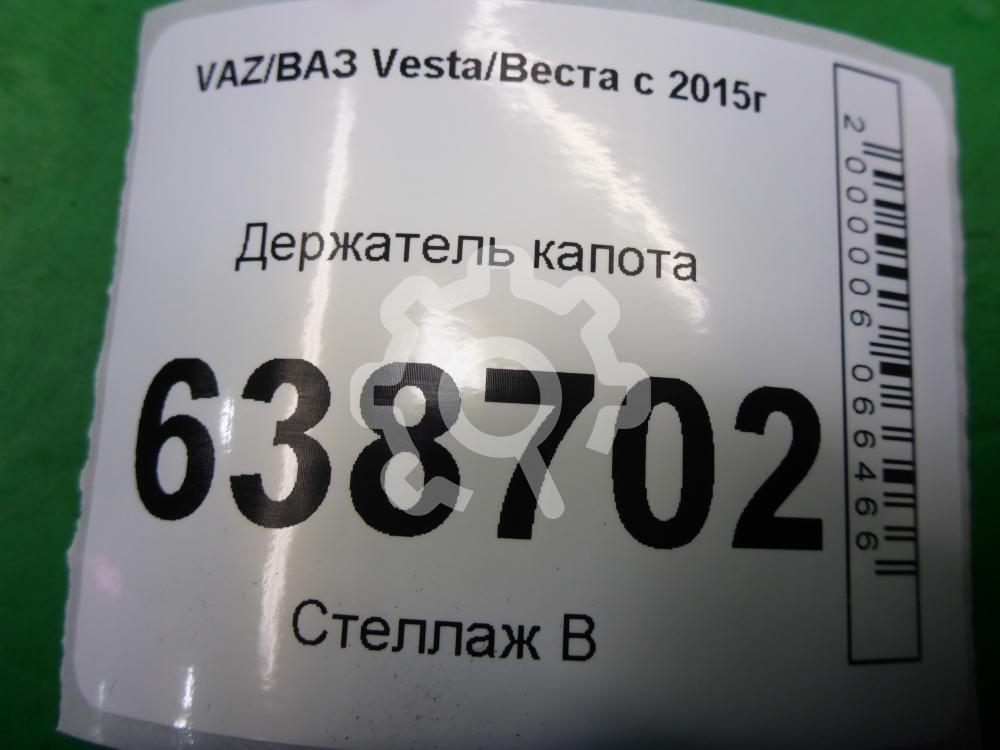 VAZ/ВАЗ Vesta/Веста с 2015г
Держатель капота
638702
Стеллаж В
2000006066466